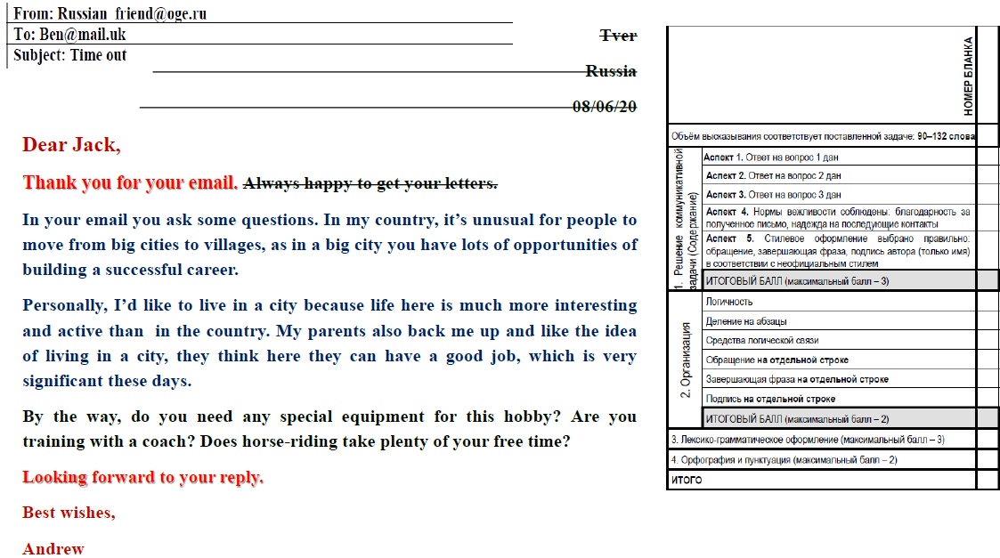 From: Russian_friend@oge.ru
To: Ben@mail.uk
Subject: Time out
Tver
Russia
08/06/20
Dear Jack,
Thank you for your email. Always happy to get your letters.
In your email you ask some questions. In my country, it’s unusual for people to
move from big cities to villages, as in a big city you have lots of opportunities of
building a successful career.
Personally, I’d like to live in a city because life here is much more interesting
and active than in the country. My parents also back me up and like the idea
of living in a city, they think here they can have a good job, which is very
significant these days.
By the way, do you need any special equipment for this hobby? Are you
training with a coach? Does horse-riding take plenty of your free time?
Looking forward to your reply.
Best wishes,
Andrew
НОМЕР БЛАНКА
Объём высказывания соответствует поставленной задаче: 90–132 слова
1. Решение коммуникативной
задачи (Содержание)
Аспект 1. Ответ на вопрос 1 дан
Аспект 2. Ответ на вопрос 2 дан
Аспект 3. Ответ на вопрос 3 дан
Аспект 4. Нормы вежливости соблюдены: благодарность за
полученное письмо, надежда на последующие контакты
Аспект 5. Стилевое оформление выбрано правильно:
обращение, завершающая фраза, подпись автора (только имя)
в соответствии с неофициальным стилем
ИТОГОВЫЙ БАЛЛ (максимальный балл – 3)
2. Организация
Логичность
Деление на абзацы
Средства логической связи
Обращение на отдельной строке
Завершающая фраза на отдельной строке
Подпись на отдельной строке
ИТОГОВЫЙ БАЛЛ (максимальный балл – 2)
3. Лексико-грамматическое оформление (максимальный балл – 3)
4. Орфография и пунктуация (максимальный балл – 2)
ИТОГО